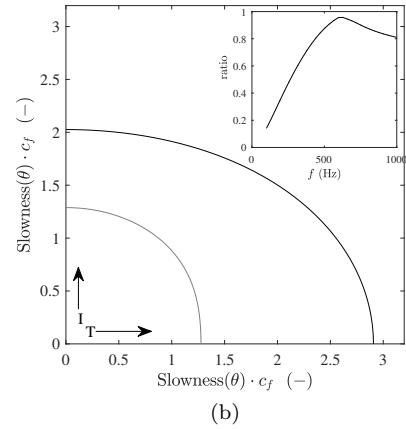 3
2.5
2
1.5
1
0.5
0
Slowness(θ) · c_f (−)
1
0.8
0.6
0.4
0.2
0
ratio
0 500 1000
f (Hz)
I
T
0 0.5 1 1.5 2 2.5 3
Slowness(θ) · c_f (−)
(b)